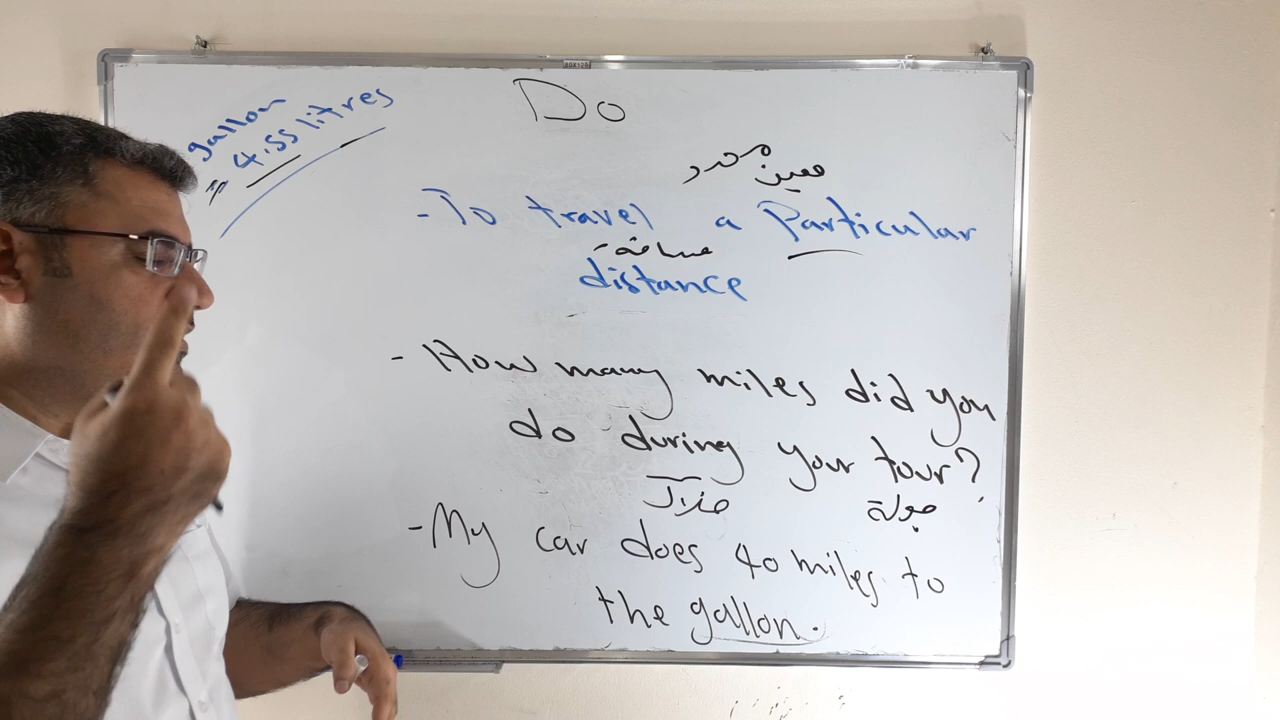 Do
gallon
= 4.55 litres
محدد معين
- To travel a Particular
مسافة
distance
- How many miles did you
do during your tour?
خلال جولة
- My car does 40 miles to
the gallon.